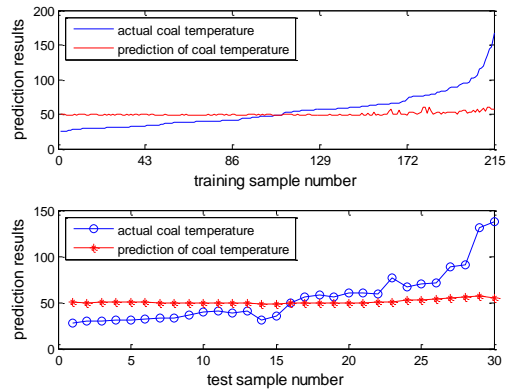 200
150
100
50
0
prediction results
actual coal temperature
prediction of coal temperature
0 43 86 129 172 215
training sample number
150
100
50
0
prediction results
actual coal temperature
prediction of coal temperature
0 5 10 15 20 25 30
test sample number